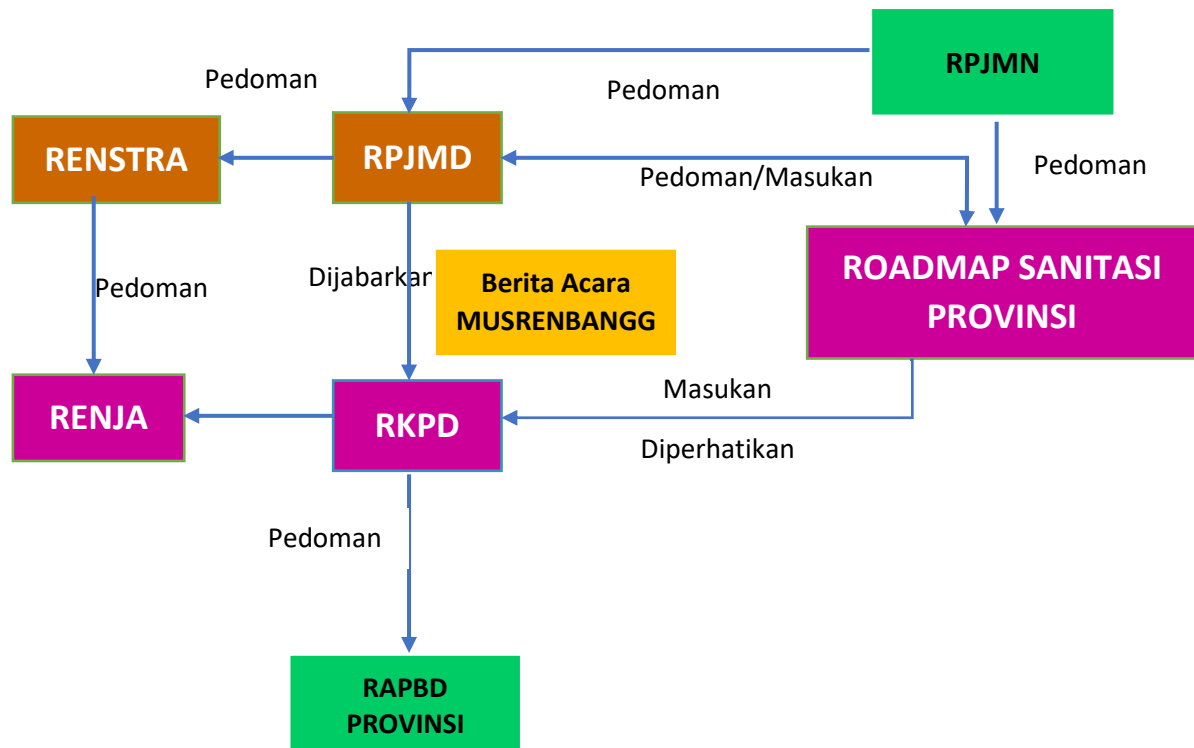 RPJMN
Pedoman
Pedoman
RENSTRA
RPJMD
Pedoman/Masukan
Pedoman
ROADMAP SANITASI
PROVINSI
Pedoman
Dijabarkan
Berita Acara
MUSRENBANGG
RENJA
RKPD
Masukan
Diperhatikan
Pedoman
RAPBD
PROVINSI